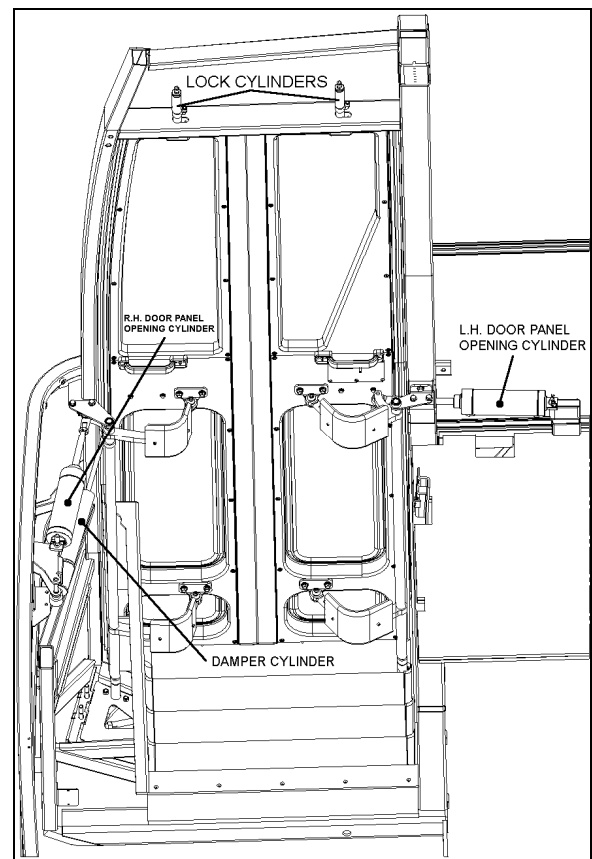 LOCK CYLINDERS
R.H. DOOR PANEL
OPENING CYLINDER
L.H. DOOR PANEL
OPENING CYLINDER
DAMPER CYLINDER